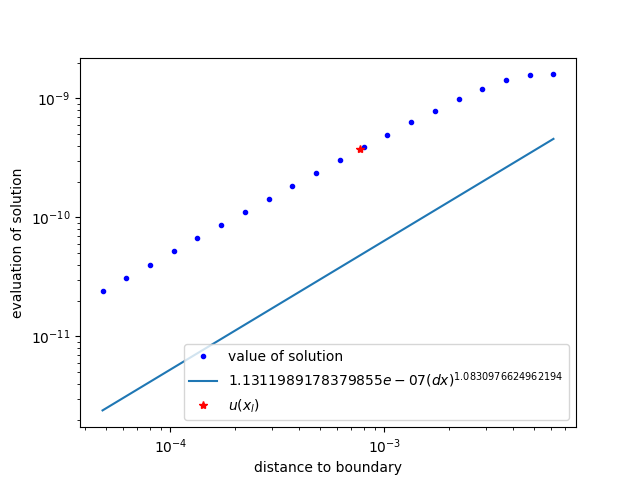 10⁻⁹
10⁻¹⁰
10⁻¹¹
evaluation of solution
value of solution
1.1311989178379855e − 07(dx)^1.0830976624962194
u(x_l)
10⁻⁴
10⁻³
distance to boundary